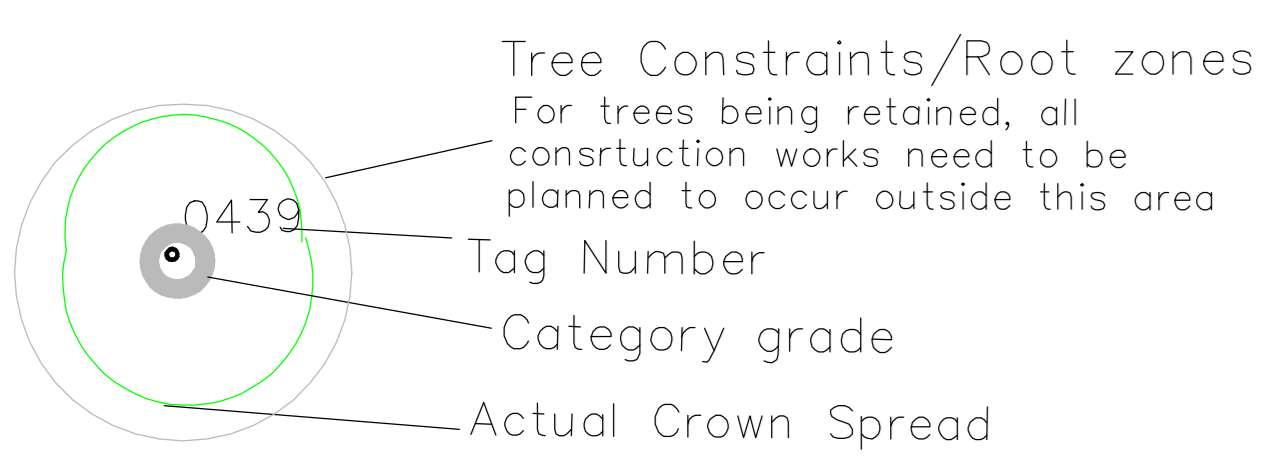 Tree Constraints/Root zones
For trees being retained, all
consrtuction works need to be
planned to occur outside this area
0439
Tag Number
Category grade
Actual Crown Spread